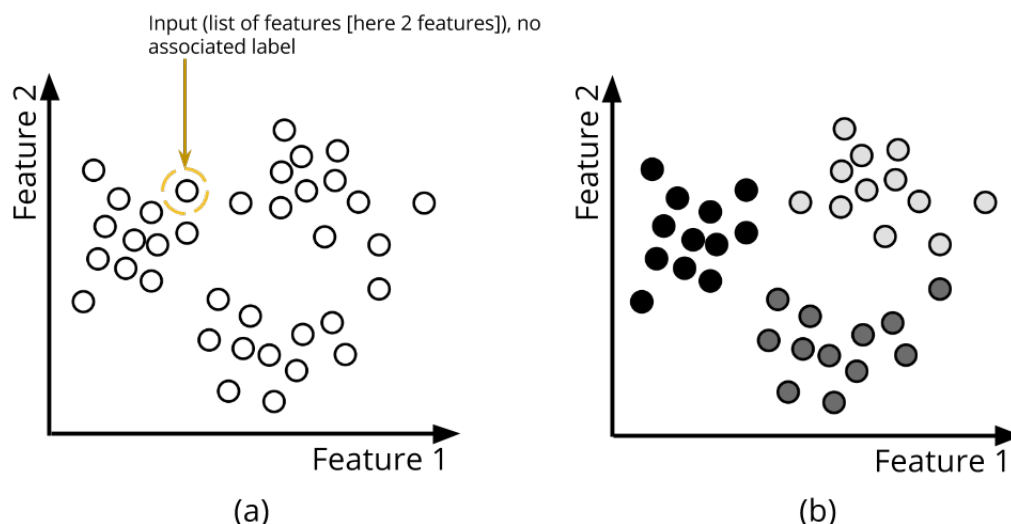 Input (list of features [here 2 features]), no
associated label
Feature 2
Feature 1
(a)
Feature 2
Feature 1
(b)